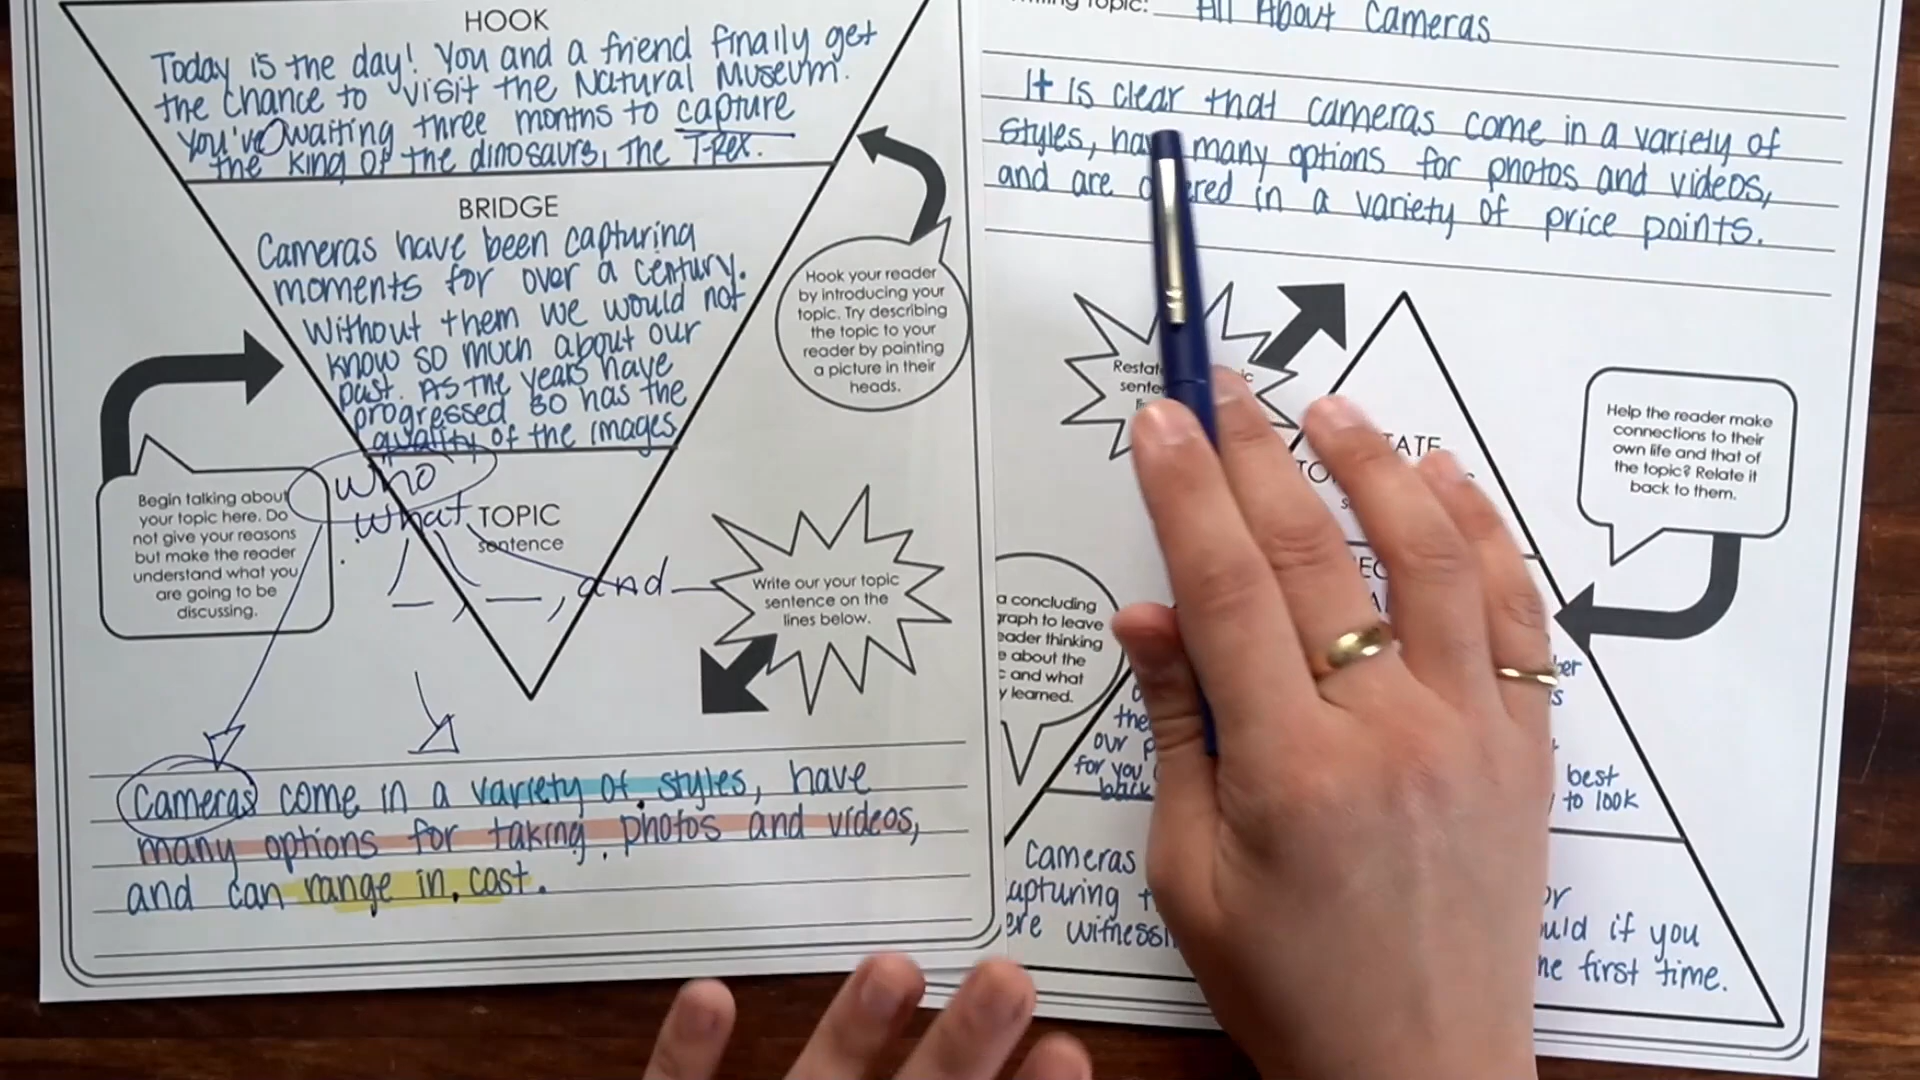 HOOK
Today is the day! You and a friend finally get
the chance to visit the Natural Museum.
You've waiting three months to capture
the king of the dinosaurs, the T-Rex.
BRIDGE
Cameras have been capturing
moments for over a century.
Without them we would not
know so much about our
past. As the years have
progressed so has the
quality of the images
Hook your reader
by introducing your
topic. Try describing
the topic to your
reader by painting
a picture in their
heads.
Begin talking about
your topic here. Do
not give your reasons
but make the reader
understand what you
are going to be
discussing.
Who
what
TOPIC
sentence
and
Write our your topic
sentence on the
lines below.
Cameras come in a variety of styles, have
many options for taking photos and videos,
and can range in cost.
topic: All About Cameras
It is clear that cameras come in a variety of
styles, have many options for photos and videos,
and are in a variety of price points.
Help the reader make
connections to their
own life and that of
the topic? Relate it
back to them.
a concluding
to leave
thinking
about the
and what
learned.
our
for you
back
best
to look
Cameras
witnessi
if you
first time.